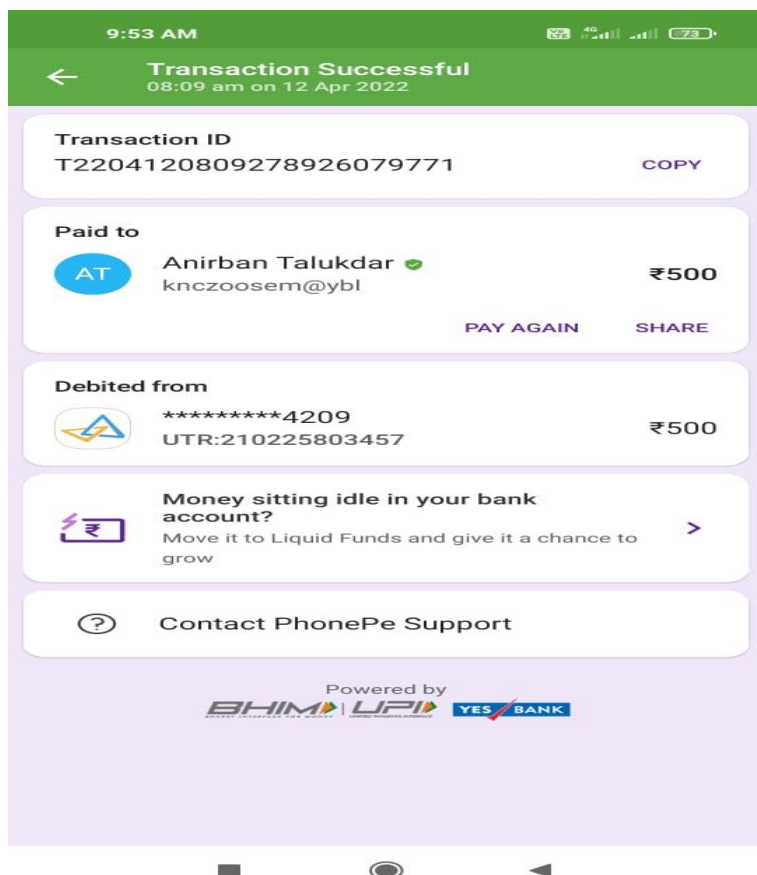 9:53 AM
VoLTE 4G 73
Transaction Successful
08:09 am on 12 Apr 2022
Transaction ID
T2204120809278926079771 COPY
Paid to
AT Anirban Talukdar ₹500
knczoosem@ybl
PAY AGAIN SHARE
Debited from
*********4209 ₹500
UTR:210225803457
Money sitting idle in your bank
account?
Move it to Liquid Funds and give it a chance to
grow
Contact PhonePe Support
Powered by
BHIM UPI YES BANK